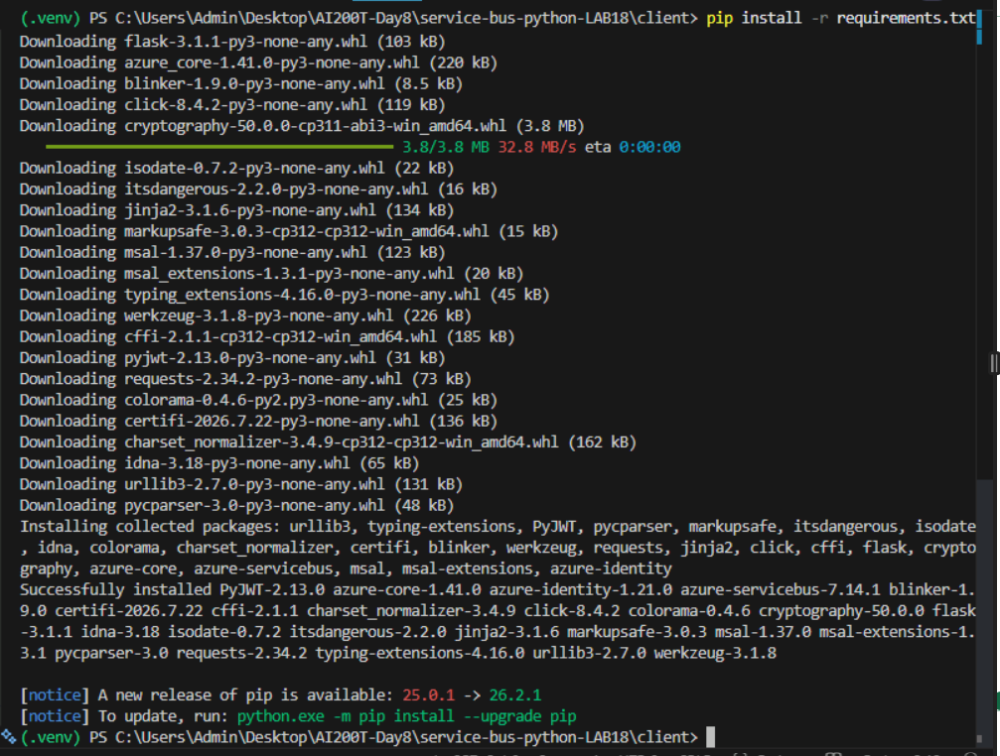 (.venv) PS C:\Users\Admin\Desktop\AI200T-Day8\service-bus-python-LAB18\client> pip install -r requirements.txt
Downloading flask-3.1.1-py3-none-any.whl (103 kB)
Downloading azure_core-1.41.0-py3-none-any.whl (220 kB)
Downloading blinker-1.9.0-py3-none-any.whl (8.5 kB)
Downloading click-8.4.2-py3-none-any.whl (119 kB)
Downloading cryptography-50.0.0-cp311-abi3-win_amd64.whl (3.8 MB)
3.8/3.8 MB 32.8 MB/s eta 0:00:00
Downloading isodate-0.7.2-py3-none-any.whl (22 kB)
Downloading itsdangerous-2.2.0-py3-none-any.whl (16 kB)
Downloading jinja2-3.1.6-py3-none-any.whl (134 kB)
Downloading markupsafe-3.0.3-cp312-cp312-win_amd64.whl (15 kB)
Downloading msal-1.37.0-py3-none-any.whl (123 kB)
Downloading msal_extensions-1.3.1-py3-none-any.whl (20 kB)
Downloading typing_extensions-4.16.0-py3-none-any.whl (45 kB)
Downloading werkzeug-3.1.8-py3-none-any.whl (226 kB)
Downloading cffi-2.1.1-cp312-cp312-win_amd64.whl (185 kB)
Downloading pyjwt-2.13.0-py3-none-any.whl (31 kB)
Downloading requests-2.34.2-py3-none-any.whl (73 kB)
Downloading colorama-0.4.6-py2.py3-none-any.whl (25 kB)
Downloading certifi-2026.7.22-py3-none-any.whl (136 kB)
Downloading charset_normalizer-3.4.9-cp312-cp312-win_amd64.whl (162 kB)
Downloading idna-3.18-py3-none-any.whl (65 kB)
Downloading urllib3-2.7.0-py3-none-any.whl (131 kB)
Downloading pycparser-3.0-py3-none-any.whl (48 kB)
Installing collected packages: urllib3, typing-extensions, PyJWT, pycparser, markupsafe, itsdangerous, isodate
, idna, colorama, charset_normalizer, certifi, blinker, werkzeug, requests, jinja2, click, cffi, flask, crypto
graphy, azure-core, azure-servicebus, msal, msal-extensions, azure-identity
Successfully installed PyJWT-2.13.0 azure-core-1.41.0 azure-identity-1.21.0 azure-servicebus-7.14.1 blinker-1.
9.0 certifi-2026.7.22 cffi-2.1.1 charset_normalizer-3.4.9 click-8.4.2 colorama-0.4.6 cryptography-50.0.0 flask
-3.1.1 idna-3.18 isodate-0.7.2 itsdangerous-2.2.0 jinja2-3.1.6 markupsafe-3.0.3 msal-1.37.0 msal-extensions-1.
3.1 pycparser-3.0 requests-2.34.2 typing-extensions-4.16.0 urllib3-2.7.0 werkzeug-3.1.8
[notice] A new release of pip is available: 25.0.1 -> 26.2.1
[notice] To update, run: python.exe -m pip install --upgrade pip
(.venv) PS C:\Users\Admin\Desktop\AI200T-Day8\service-bus-python-LAB18\client>